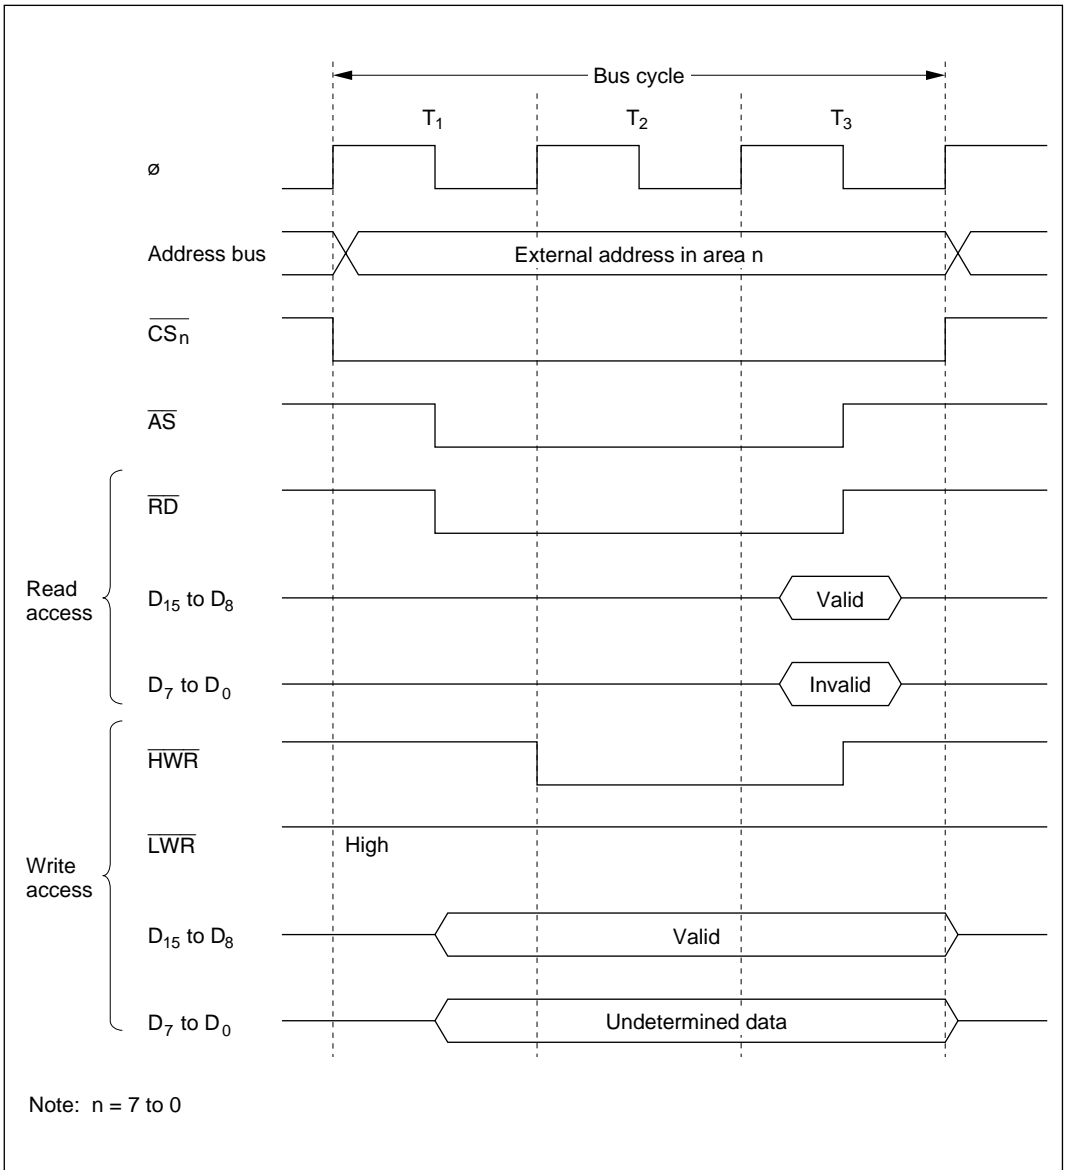 Bus cycle
T1 T2 T3
ø
Address bus External address in area n
CSn
AS
RD
Read access
D15 to D8 Valid
D7 to D0 Invalid
HWR
LWR High
Write access
D15 to D8 Valid
D7 to D0 Undetermined data
Note: n = 7 to 0